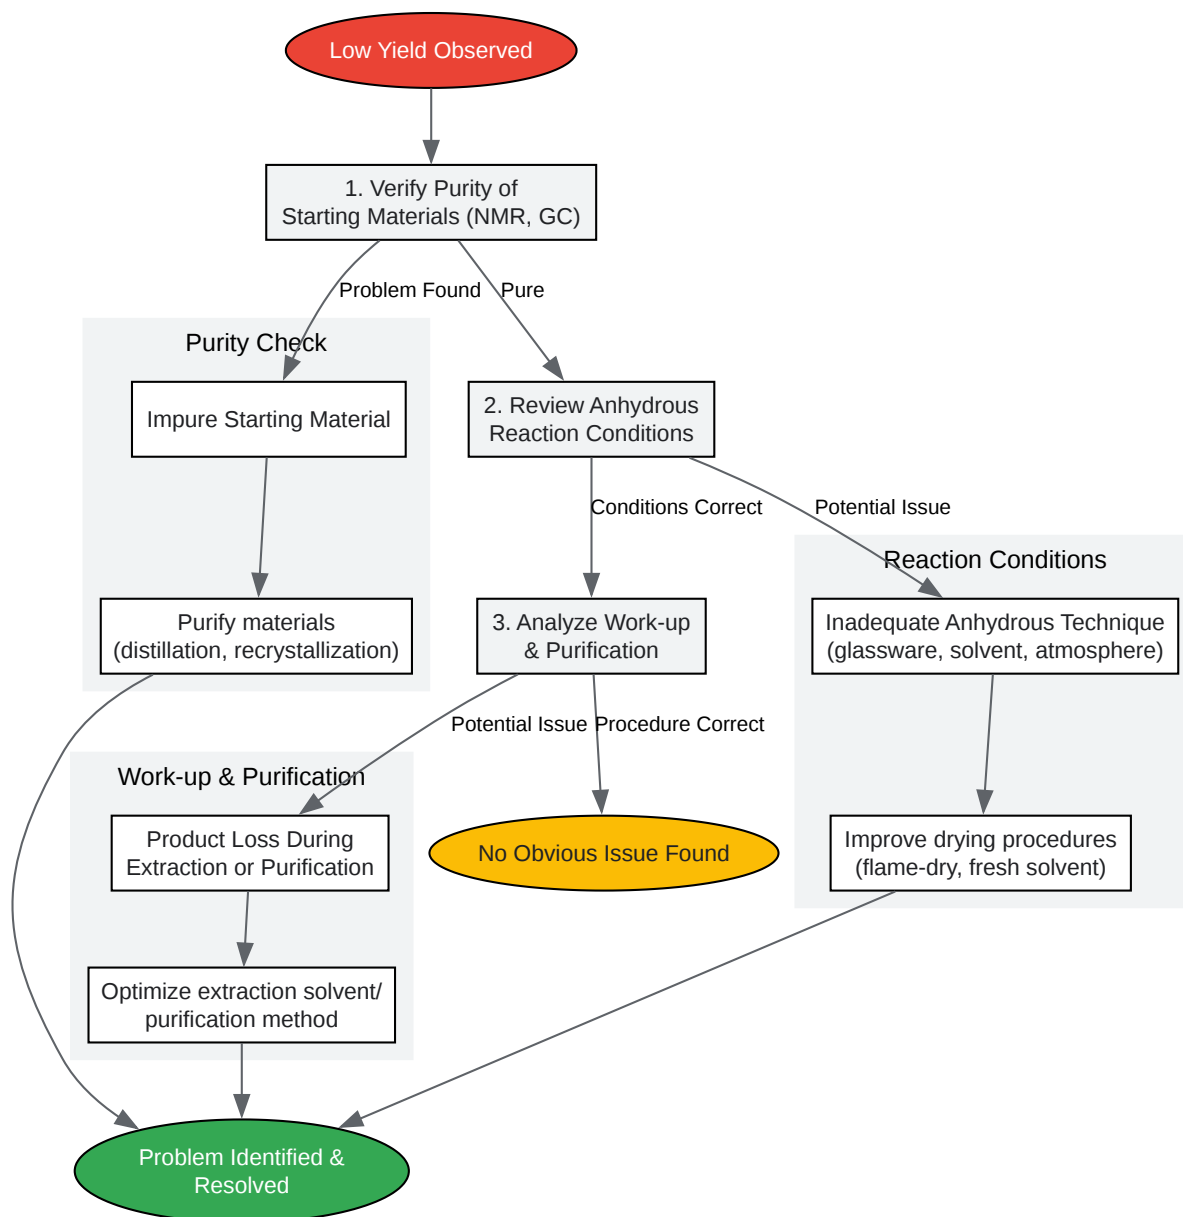 Low Yield Observed
1. Verify Purity of
Starting Materials (NMR, GC)
Problem Found
Pure
Purity Check
Impure Starting Material
2. Review Anhydrous
Reaction Conditions
Conditions Correct
Potential Issue
Reaction Conditions
Purify materials
(distillation, recrystallization)
3. Analyze Work-up
& Purification
Inadequate Anhydrous Technique
(glassware, solvent, atmosphere)
Potential Issue
Procedure Correct
Work-up & Purification
Product Loss During
Extraction or Purification
No Obvious Issue Found
Improve drying procedures
(flame-dry, fresh solvent)
Optimize extraction solvent/
purification method
Problem Identified &
Resolved